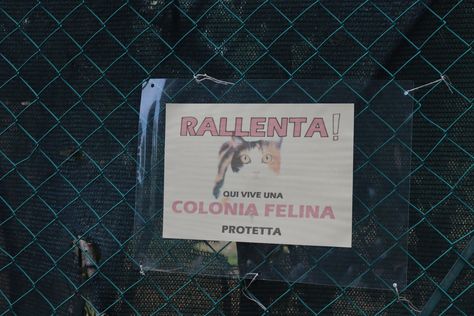 RALLENTA!
QUI VIVE UNA
COLONIA FELINA
PROTETTA